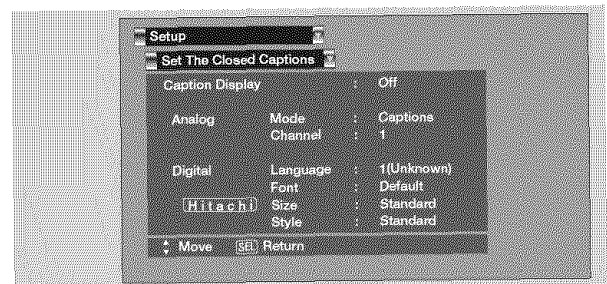 Setup
Set The Closed Captions
Caption Display : Off
Analog Mode : Captions
Channel : 1
Digital Language : 1(Unknown)
Font : Default
Hitachi Size : Standard
Style : Standard
Move SEL Return